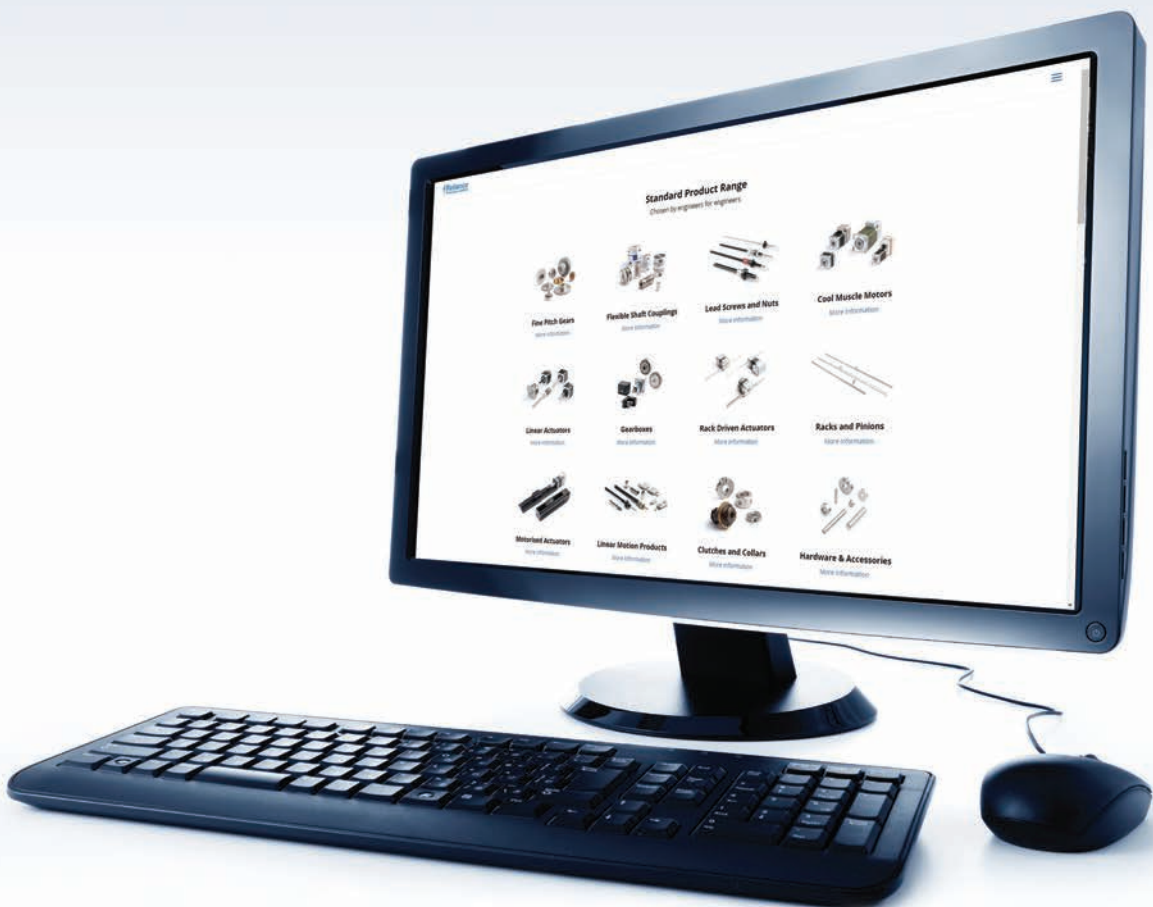 Reliance
Standard Product Range
Chosen by engineers for engineers
Fine Pitch Gears
More information
Flexible Shaft Couplings
More information
Lead Screws and Nuts
More information
Cool Muscle Motors
More information
Linear Actuators
More information
Gearboxes
More information
Rack Driven Actuators
More information
Racks and Pinions
More information
Motorised Actuators
More information
Linear Motion Products
More information
Clutches and Collars
More information
Hardware & Accessories
More information